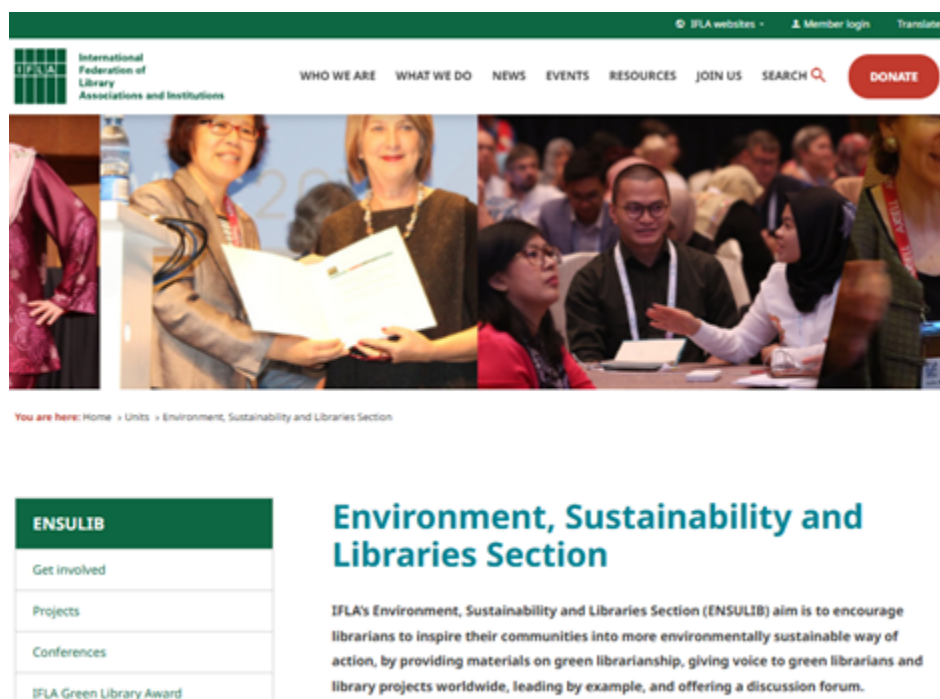 IFLA websites
Member login
Translate
IFLA
International
Federation of
Library
Associations and Institutions
WHO WE ARE
WHAT WE DO
NEWS
EVENTS
RESOURCES
JOIN US
SEARCH
DONATE
You are here: Home › Units › Environment, Sustainability and Libraries Section
ENSULIB
Get involved
Projects
Conferences
IFLA Green Library Award
Environment, Sustainability and
Libraries Section
IFLA's Environment, Sustainability and Libraries Section (ENSULIB) aim is to encourage
librarians to inspire their communities into more environmentally sustainable way of
action, by providing materials on green librarianship, giving voice to green librarians and
library projects worldwide, leading by example, and offering a discussion forum.